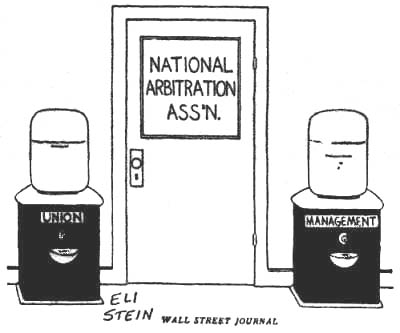 NATIONAL
ARBITRATION
ASS'N.
UNION
MANAGEMENT
ELI
STEIN
WALL STREET JOURNAL